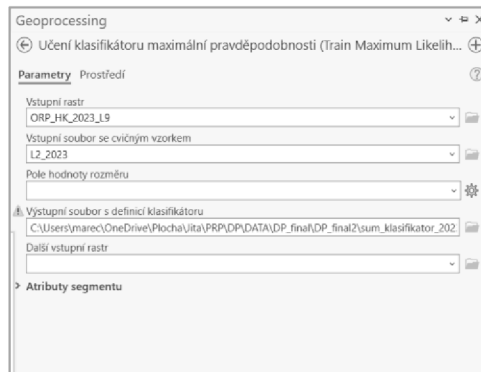 Geoprocessing
Učení klasifikátoru maximální pravděpodobnosti (Train Maximum Likelih...
Parametry Prostředí
Vstupní rastr
ORP_HK_2023_L9
Vstupní soubor se cvičným vzorkem
L2_2023
Pole hodnoty rozměru
Výstupní soubor s definicí klasifikátoru
C:\Users\marec\OneDrive\Plocha\Jita\PRP\DP\DATA\DP_final\DP_final2\sum_klasifikator_202
Další vstupní rastr
Atributy segmentu